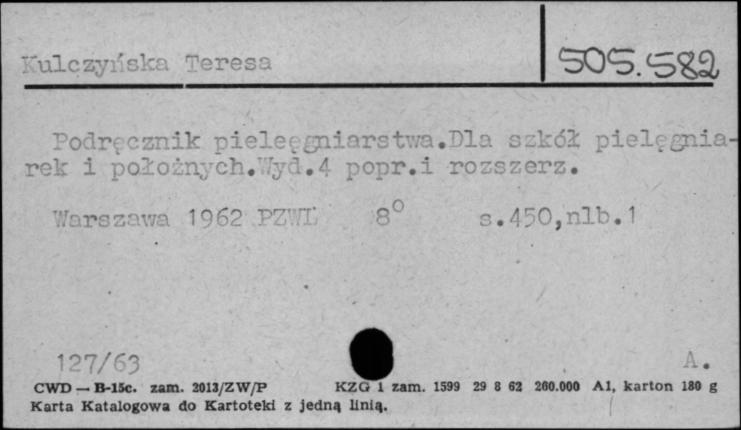 Kulczyńska Teresa
505.582
Podręcznik pieleęgniarstwa.Dla szkół pielęgnia-
rek i położnych.Wyd.4 popr.i rozszerz.
Warszawa 1962 PZWL 8° s.450,nlb.1
127/63 A.
CWD — B-15c. zam. 2013/ZW/P KZG 1 zam. 1599 29 8 62 260.000 A1, karton 180 g
Karta Katalogowa do Kartoteki z jedną linią.